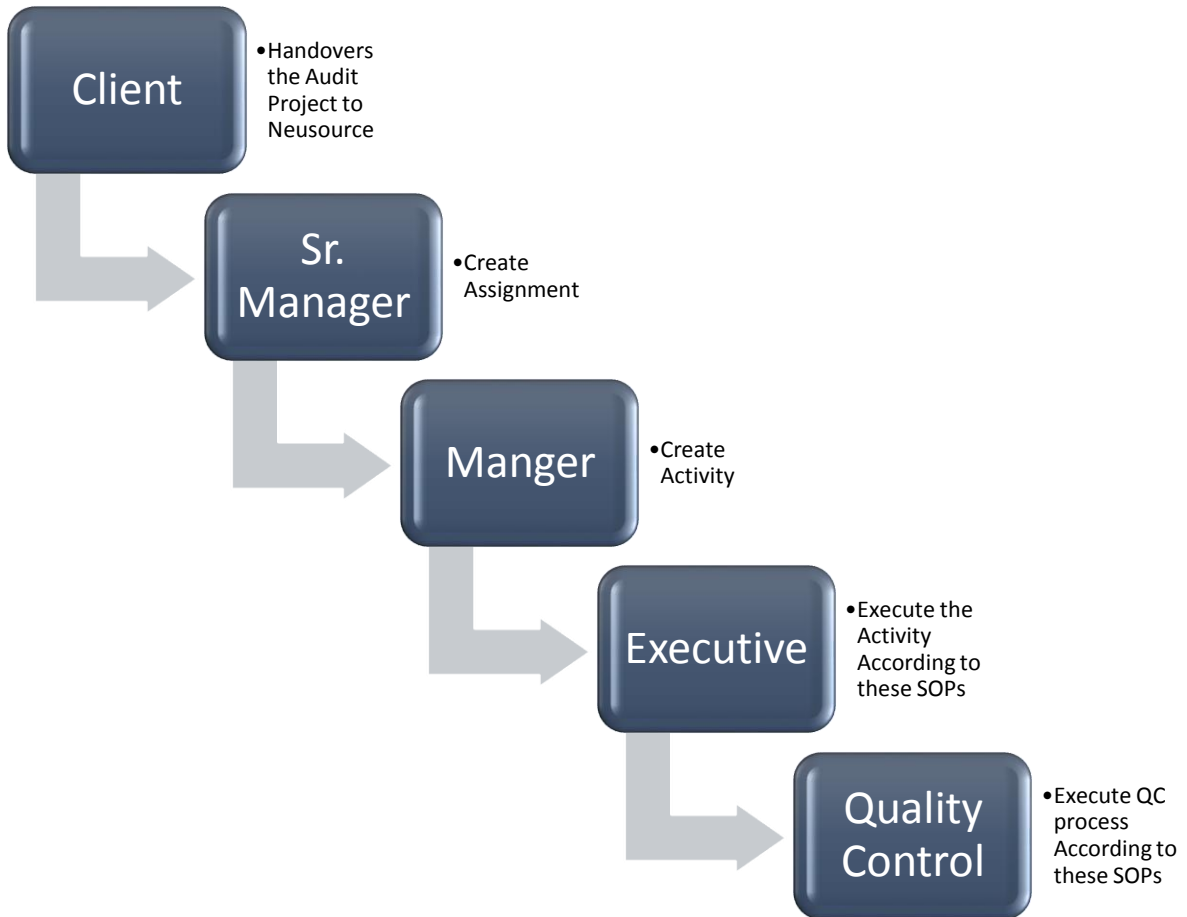 Client
•Handovers
the Audit
Project to
Neusource
Sr.
Manager
•Create
Assignment
Manger
•Create
Activity
Executive
•Execute the
Activity
According to
these SOPs
Quality
Control
•Execute QC
process
According to
these SOPs